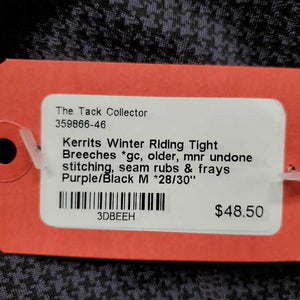 The Tack Collector
359866-46
Kerrits Winter Riding Tight
Breeches *gc, older, mnr undone
stitching, seam rubs & frays
Purple/Black M *28/30"
3DBEEH
$48.50